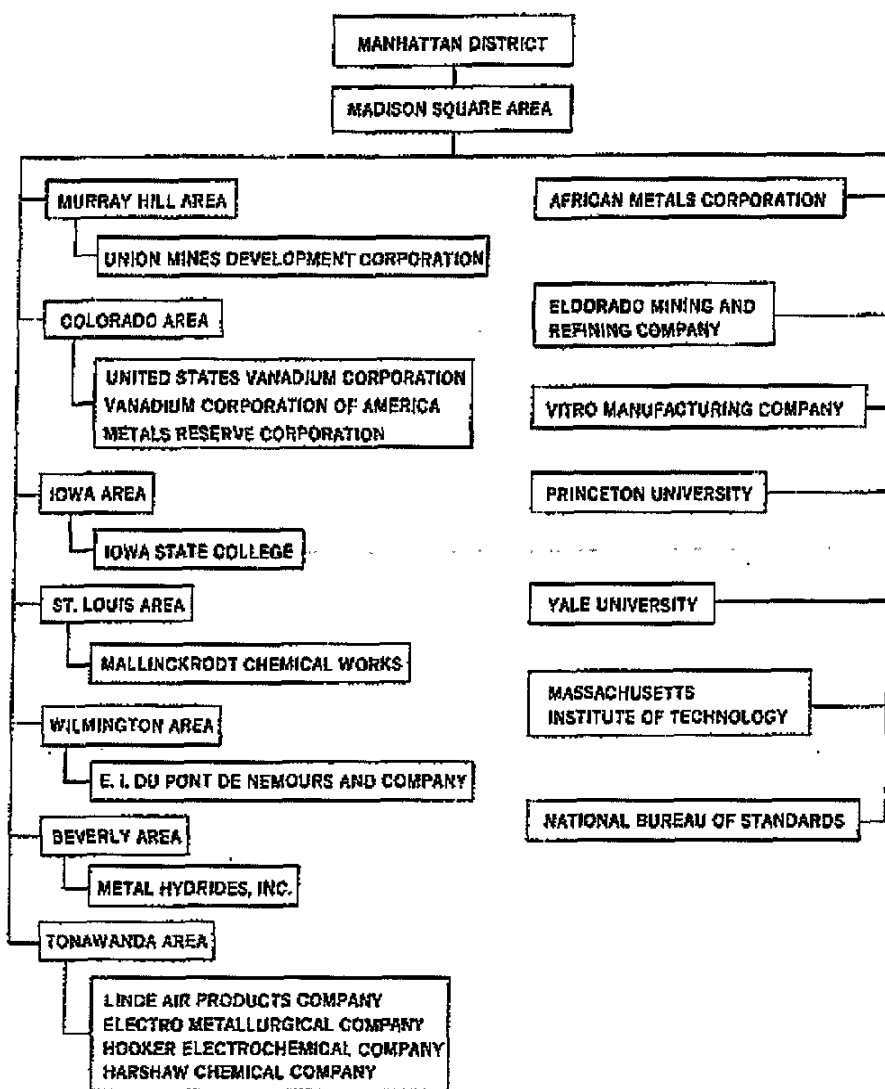 MANHATTAN DISTRICT
MADISON SQUARE AREA
MURRAY HILL AREA
UNION MINES DEVELOPMENT CORPORATION
COLORADO AREA
UNITED STATES VANADIUM CORPORATION
VANADIUM CORPORATION OF AMERICA
METALS RESERVE CORPORATION
IOWA AREA
IOWA STATE COLLEGE
ST. LOUIS AREA
MALLINCKRODT CHEMICAL WORKS
WILMINGTON AREA
E. I. DU PONT DE NEMOURS AND COMPANY
BEVERLY AREA
METAL HYDRIDES, INC.
TONAWANDA AREA
LINDE AIR PRODUCTS COMPANY
ELECTRO METALLURGICAL COMPANY
HOOKER ELECTROCHEMICAL COMPANY
HARSHAW CHEMICAL COMPANY
AFRICAN METALS CORPORATION
ELDORADO MINING AND
REFINING COMPANY
VITRO MANUFACTURING COMPANY
PRINCETON UNIVERSITY
YALE UNIVERSITY
MASSACHUSETTS
INSTITUTE OF TECHNOLOGY
NATIONAL BUREAU OF STANDARDS